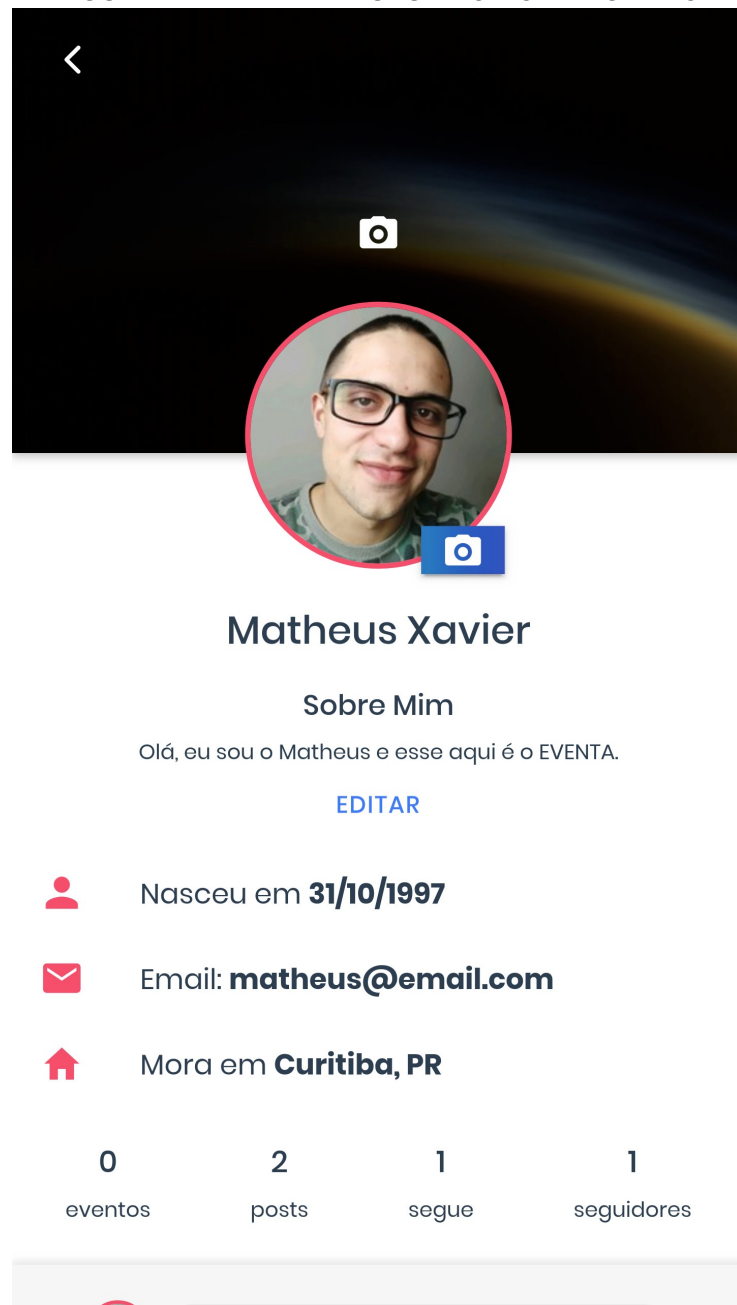 Matheus Xavier
Sobre Mim
Olá, eu sou o Matheus e esse aqui é o EVENTA.
EDITAR
Nasceu em 31/10/1997
Email: matheus@email.com
Mora em Curitiba, PR
0 2 1 1
eventos posts segue seguidores